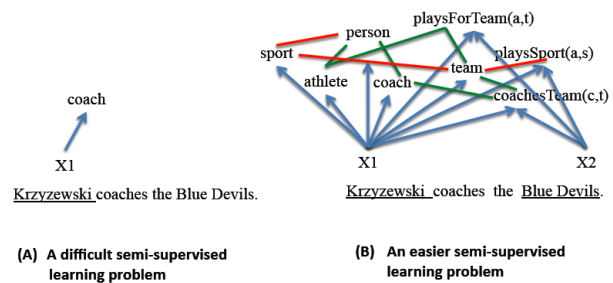 coach
X1
Krzyzewski coaches the Blue Devils.
(A) A difficult semi-supervised
learning problem
playsForTeam(a,t)
person
sport
playsSport(a,s)
team
athlete
coach
coachesTeam(c,t)
X1
X2
Krzyzewski coaches the Blue Devils.
(B) An easier semi-supervised
learning problem